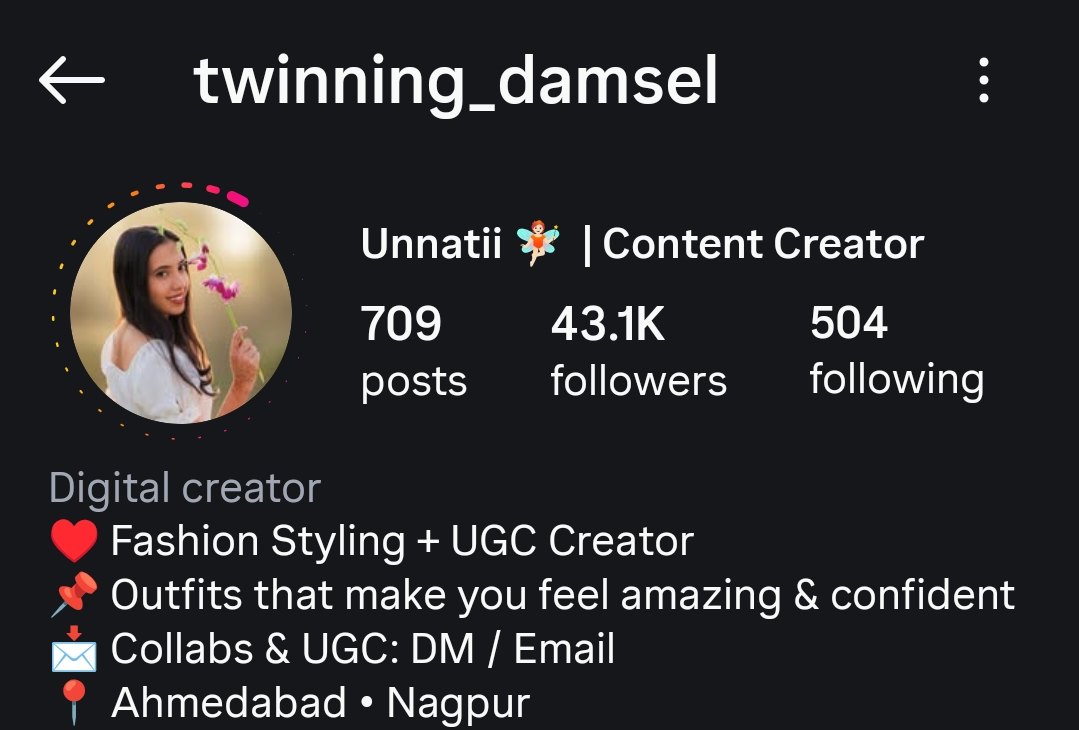 twinning_damsel
Unnatii 🧚🏻 | Content Creator
709 43.1K 504
posts followers following
Digital creator
♥️ Fashion Styling + UGC Creator
📌 Outfits that make you feel amazing & confident
📩 Collabs & UGC: DM / Email
📍 Ahmedabad • Nagpur